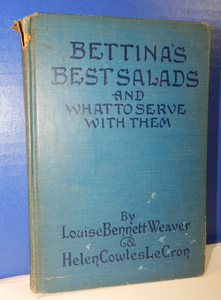 BETTINA'S
BEST SALADS
AND
WHAT TO SERVE
WITH THEM
By
Louise Bennett Weaver
&
Helen Cowles LeCron